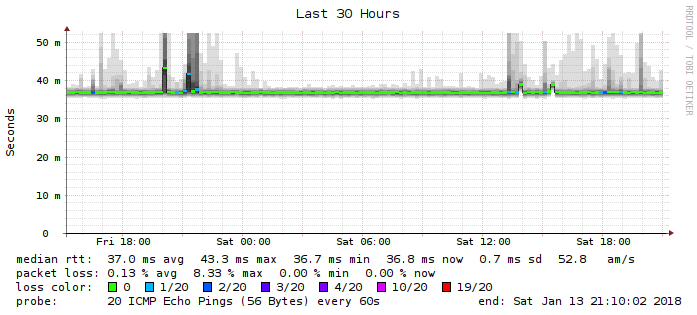 Last 30 Hours
RRDTOOL / TOBI OETIKER
Seconds
50 m
40 m
30 m
20 m
10 m
0
Fri 18:00 Sat 00:00 Sat 06:00 Sat 12:00 Sat 18:00
median rtt: 37.0 ms avg 43.3 ms max 36.7 ms min 36.8 ms now 0.7 ms sd 52.8 am/s
packet loss: 0.13 % avg 8.33 % max 0.00 % min 0.00 % now
loss color: 0 1/20 2/20 3/20 4/20 10/20 19/20
probe: 20 ICMP Echo Pings (56 Bytes) every 60s end: Sat Jan 13 21:10:02 2018